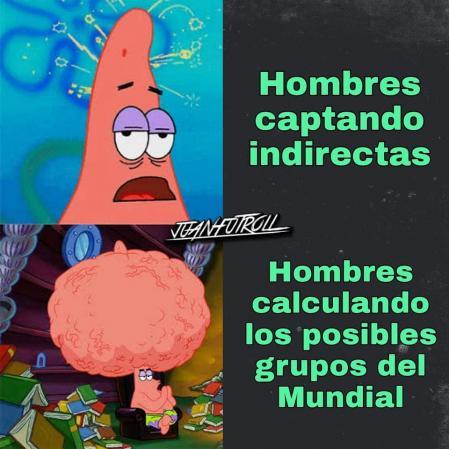 Hombres
captando
indirectas
JUANFUTROLL
Hombres
calculando
los posibles
grupos del
Mundial